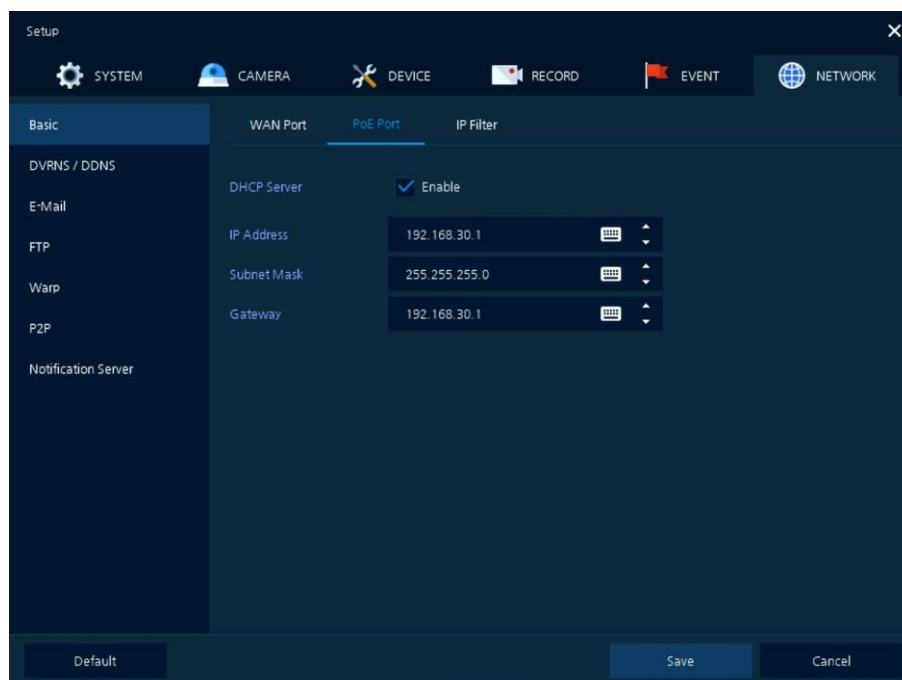 Setup
SYSTEM CAMERA DEVICE RECORD EVENT NETWORK
Basic
DVRNS / DDNS
E-Mail
FTP
Warp
P2P
Notification Server
WAN Port PoE Port IP Filter
DHCP Server Enable
IP Address 192.168.30.1
Subnet Mask 255.255.255.0
Gateway 192.168.30.1
Default Save Cancel